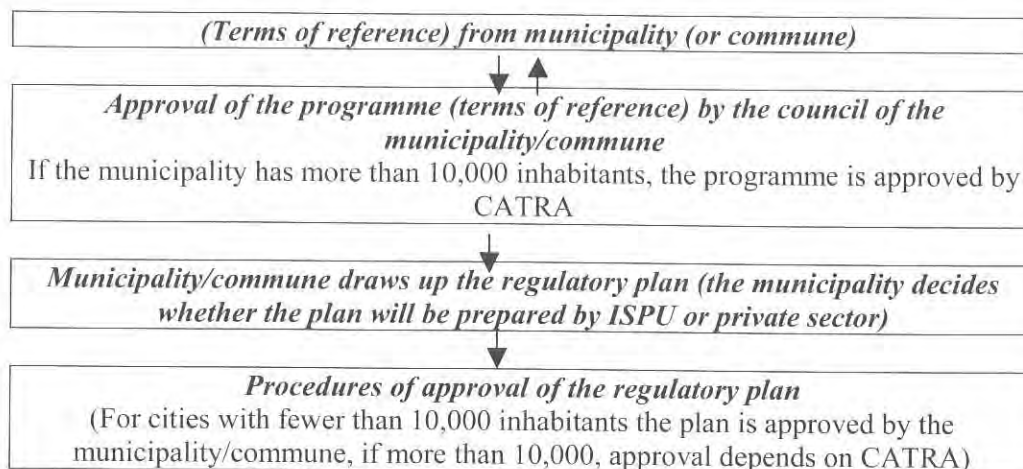 (Terms of reference) from municipality (or commune)
Approval of the programme (terms of reference) by the council of the
municipality/commune
If the municipality has more than 10,000 inhabitants, the programme is approved by
CATRA
Municipality/commune draws up the regulatory plan (the municipality decides
whether the plan will be prepared by ISPU or private sector)
Procedures of approval of the regulatory plan
(For cities with fewer than 10,000 inhabitants the plan is approved by the
municipality/commune, if more than 10,000, approval depends on CATRA)